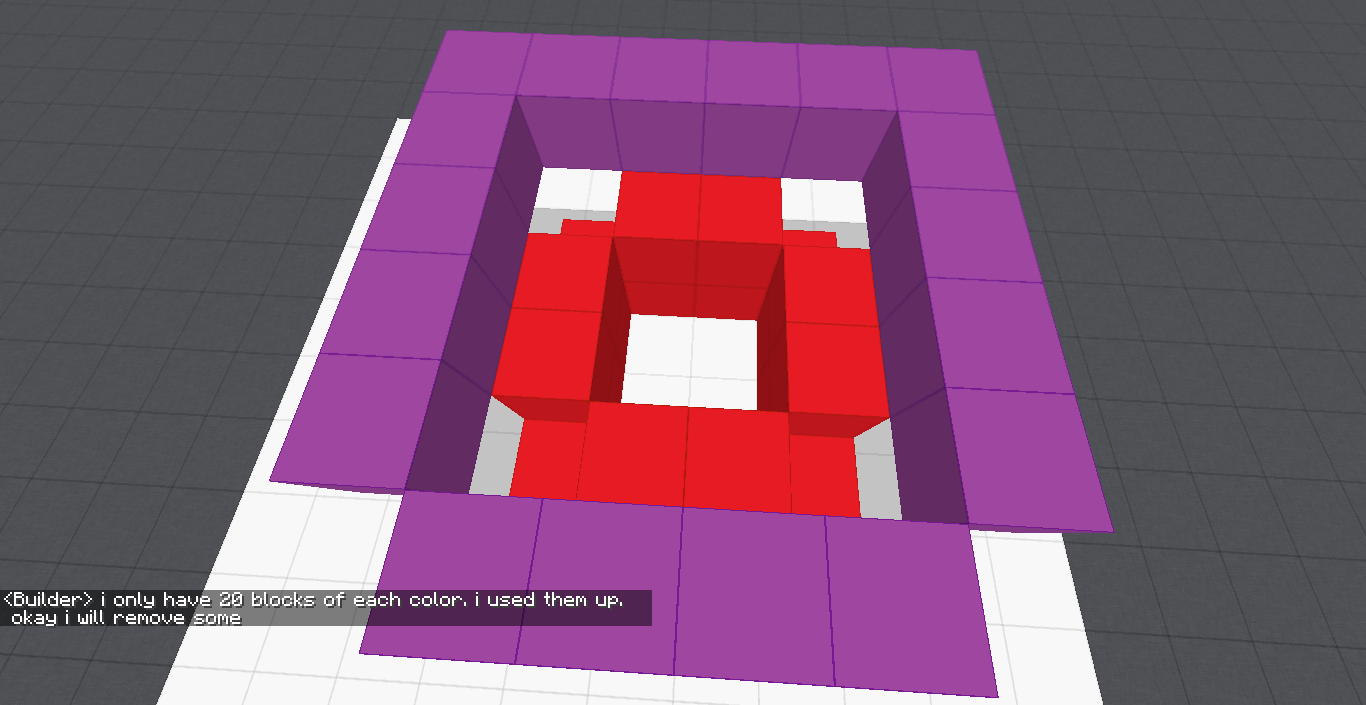 <Builder> i only have 20 blocks of each color. i used them up.
okay i will remove some